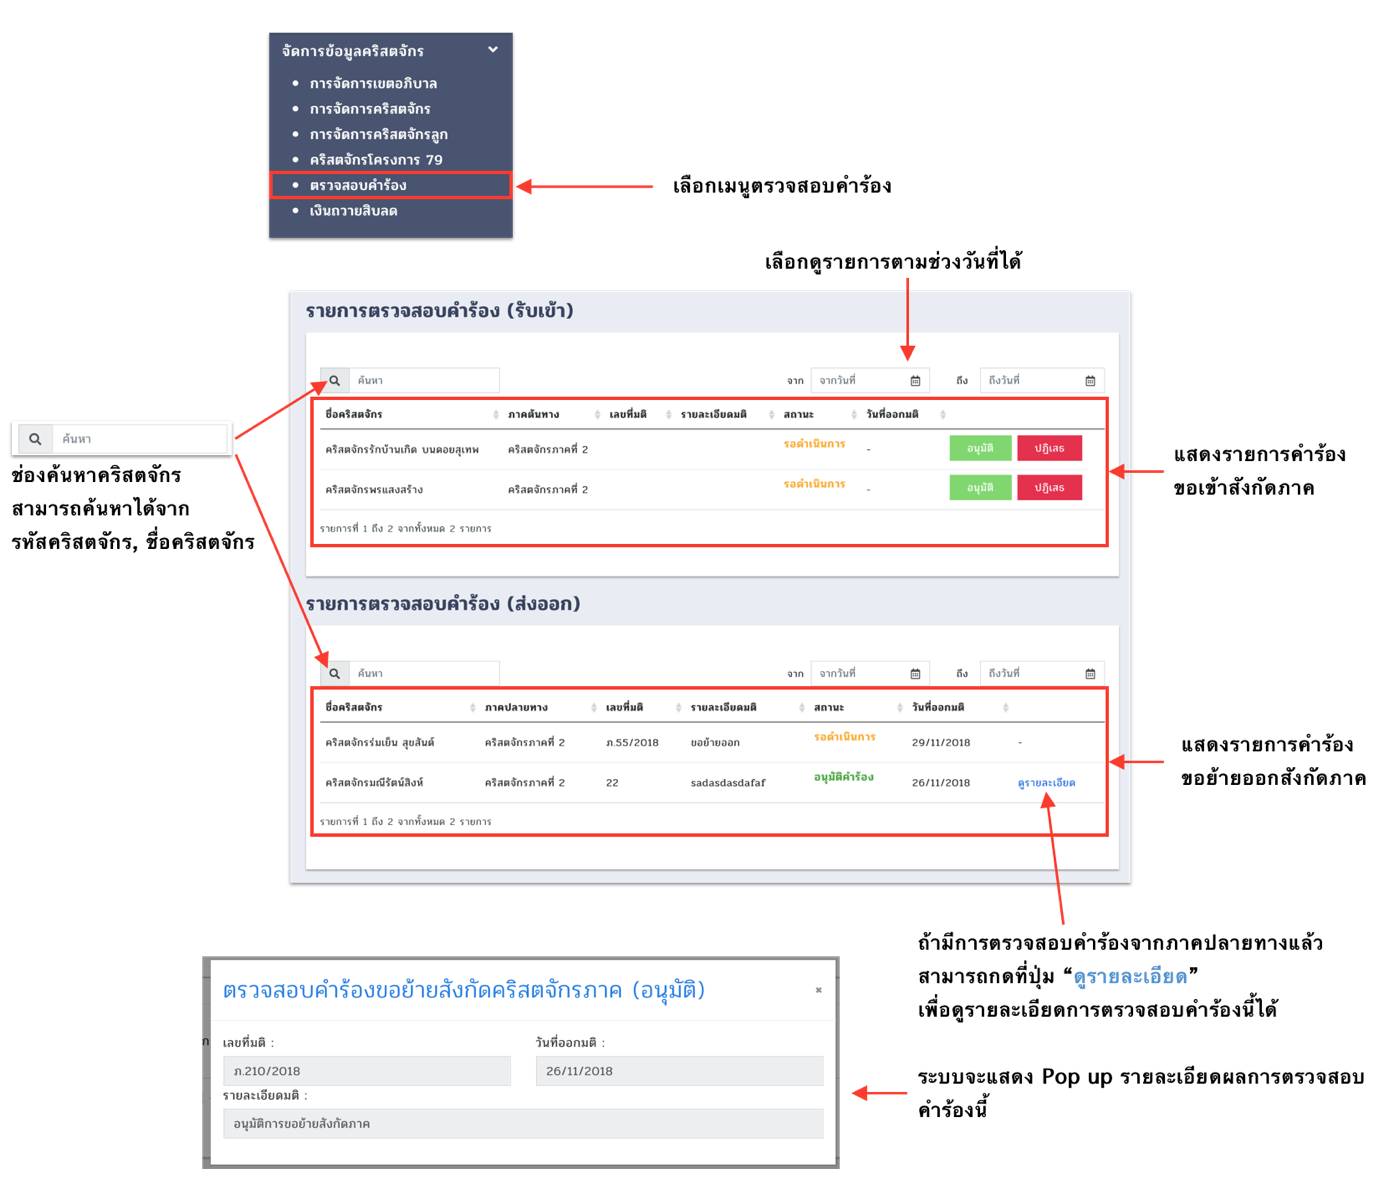 จัดการข้อมูลคริสตจักร
การจัดการเขตอภิบาล
การจัดการคริสตจักร
การจัดการคริสตจักรลูก
คริสตจักรโครงการ 79
ตรวจสอบคำร้อง
เงินถวายสิบลด
เลือกเมนูตรวจสอบคำร้อง
เลือกดูรายการตามช่วงวันที่ได้
รายการตรวจสอบคำร้อง (รับเข้า)
ค้นหา จาก จากวันที่ ถึง ถึงวันที่
ชื่อคริสตจักร ภาคต้นทาง เลขที่มติ รายละเอียดมติ สถานะ วันที่ออกมติ
คริสตจักรรักบ้านเกิด บนดอยสุเทพ คริสตจักรภาคที่ 2 รอดำเนินการ - อนุมัติ ปฏิเสธ
คริสตจักรพรแสงสร้าง คริสตจักรภาคที่ 2 รอดำเนินการ - อนุมัติ ปฏิเสธ
รายการที่ 1 ถึง 2 จากทั้งหมด 2 รายการ
ค้นหา
ช่องค้นหาคริสตจักร
สามารถค้นหาได้จาก
รหัสคริสตจักร, ชื่อคริสตจักร
แสดงรายการคำร้อง
ขอเข้าสังกัดภาค
รายการตรวจสอบคำร้อง (ส่งออก)
ค้นหา จาก จากวันที่ ถึง ถึงวันที่
ชื่อคริสตจักร ภาคปลายทาง เลขที่มติ รายละเอียดมติ สถานะ วันที่ออกมติ
คริสตจักรร่มเย็น สุขสันต์ คริสตจักรภาคที่ 2 ภ.55/2018 ขอย้ายออก รอดำเนินการ 29/11/2018 -
คริสตจักรมณีรัตน์สิงห์ คริสตจักรภาคที่ 2 22 sadasdasdafaf อนุมัติคำร้อง 26/11/2018 ดูรายละเอียด
รายการที่ 1 ถึง 2 จากทั้งหมด 2 รายการ
แสดงรายการคำร้อง
ขอย้ายออกสังกัดภาค
ถ้ามีการตรวจสอบคำร้องจากภาคปลายทางแล้ว
สามารถกดที่ปุ่ม “ดูรายละเอียด”
เพื่อดูรายละเอียดการตรวจสอบคำร้องนี้ได้
ตรวจสอบคำร้องขอย้ายสังกัดคริสตจักรภาค (อนุมัติ) ×
เลขที่มติ : วันที่ออกมติ :
ภ.210/2018 26/11/2018
รายละเอียดมติ :
อนุมัติการขอย้ายสังกัดภาค
ระบบจะแสดง Pop up รายละเอียดผลการตรวจสอบ
คำร้องนี้